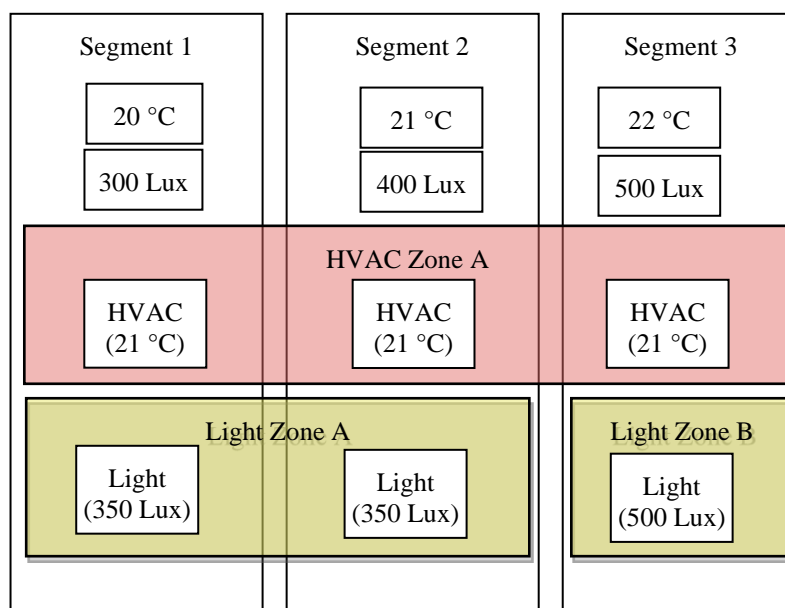 Segment 1
Segment 2
Segment 3
20 °C
21 °C
22 °C
300 Lux
400 Lux
500 Lux
HVAC Zone A
HVAC
(21 °C)
HVAC
(21 °C)
HVAC
(21 °C)
Light Zone A
Light Zone B
Light
(350 Lux)
Light
(350 Lux)
Light
(500 Lux)